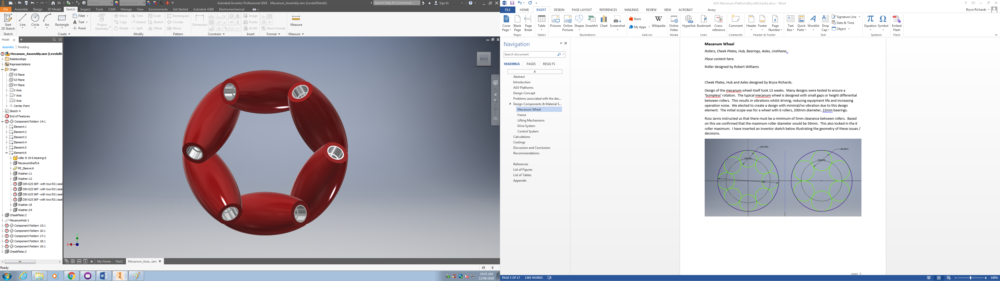 Autodesk Inventor Professional 2018 Mecanum_Assembly.iam (LevelofDetail1)
Search Help & Commands...
Sign In
Material
Appearance
File Assemble Design 3D Model Sketch Inspect Tools CAM Manage View Environments Get Started Autodesk A360 Electromechanical
Start
2D Sketch
Line
Circle
Arc
Rectangle
Fillet
Text
Point
Project
Geometry
Move Trim Scale
Copy Extend Stretch
Rotate Split Offset
Rectangular
Circular
Mirror
Dimension
Image
Points
ACAD
Show Format
Measure
Sketch Create Modify Pattern Constrain Insert Format Measure
Model
Assembly Modeling
Mecanum_Assembly.iam (LevelofD
Relationships
Representations
Origin
YZ Plane
XZ Plane
XY Plane
X Axis
Y Axis
Z Axis
Center Point
Sketch 4
End of Features
Component Pattern 14:1
Element:1
Element:2
Element:3
Element:4
Element:5
Element:6
roller 8-19-6 bearing:6
MecanumShaft:6
PE_Sleeve:6
Washer:11
Washer:12
DIN 625 SKF- with two RS1 seal
DIN 625 SKF- with two RS1 seal
DIN 625 SKF- with two RS1 seal
DIN 625 SKF- with two RS1 seal
Washer:19
Washer:24
CheekPlate:2
MecanumHub:1
Component Pattern 15:1
Component Pattern 16:1
Component Pattern 17:1
Component Pattern 18:1
Component Pattern 19:1
CheekPlate:3
BACK
Y
X
My Home Part1 Mecanum_Asse...iam
Ready
45 8
10:43 AM
12/06/2018
AGV Mecanum Platform(BryceRichards).docx - Word
Bryce Richards
FILE HOME INSERT DESIGN PAGE LAYOUT REFERENCES MAILINGS REVIEW VIEW ACROBAT Avery
Cover
Page
Blank
Page
Page
Break
Table
Pictures
Online
Pictures
Shapes
SmartArt
Chart
Screenshot
Store
My Apps
Wikipedia
Online
Video
Hyperlink
Bookmark
Cross-
reference
Comment
Header
Footer
Page
Number
Text
Box
Quick
Parts
WordArt
Drop
Cap
Signature Line
Date & Time
Object
Equation
Symbol
Embed
Flash
Pages Tables Illustrations Add-ins Media Links Comments Header & Footer Text Symbols Flash
Navigation
Search document
HEADINGS PAGES RESULTS
Abstract
Introduction
AGV Platforms
Design Concept
Problems associated with the des...
Design Components & Material S...
Mecanum Wheel
Frame
Lifting Mechanisms
Drive System
Control System
Calculations
Costings
Discussion and Conclusion
Recommendations
References
List of Figures
List of Tables
Appendix
Mecanum Wheel
Rollers, Cheek Plates, Hub, Bearings, Axles, Urethane..
Place content here.
Roller designed by Robert Williams
Cheek Plates, Hub and Axles designed by Bryce Richards.
Design of the mecanum wheel itself took 13 weeks. Many designs were tested to ensure a
'bumpless' rotation. The typical mecanum wheel is designed with small gaps or height differential
between rollers. This results in vibrations whilst driving, reducing equipment life and increasing
operation noise. We elected to create a design with minimal/no vibration due to this design
element. The initial scope was for a wheel with 6 rollers, 200mm diameter, 22mm bearings.
Ross Jarvis instructed us that there must be a minimum of 5mm clearance between rollers. Based
on this we confirmed that the maximum roller diameter would be 56mm. This also locked in the 6
roller maximum. I have inserted an Inventor sketch below illustrating the geometry of these issues /
decisions.
(55.354)
(66.667)
(360.00)
(360.00)
200
page. 5
PAGE 5 OF 17 1303 WORDS
100%